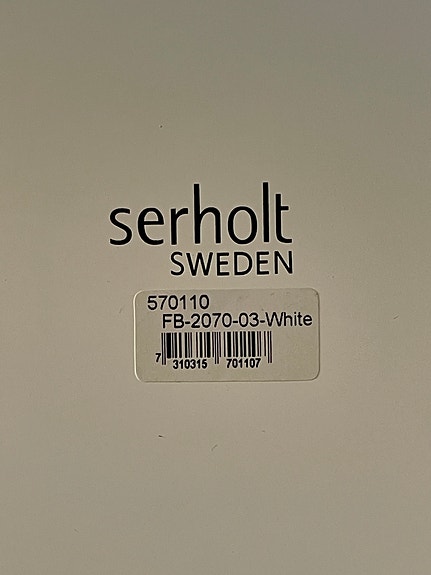 serholt
SWEDEN
570110
FB-2070-03-White
7 310315 701107